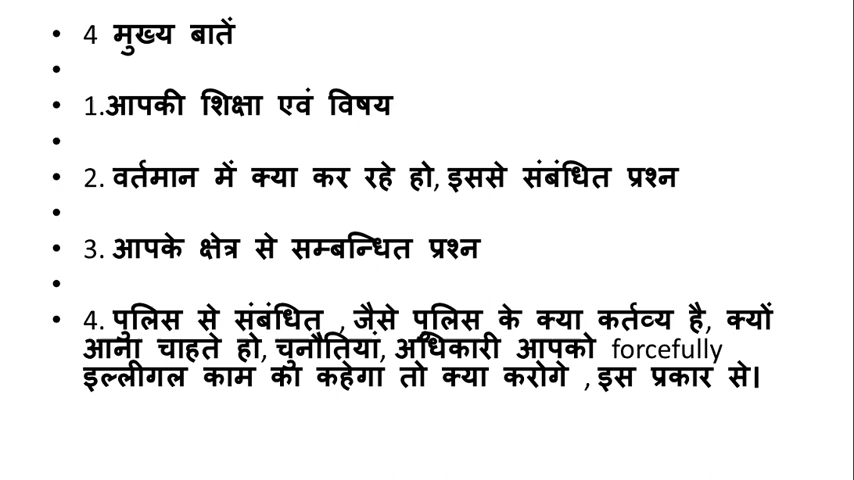 • 4 मुख्य बातें
•
• 1.आपकी शिक्षा एवं विषय
•
• 2. वर्तमान में क्या कर रहे हो, इससे संबंधित प्रश्न
•
• 3. आपके क्षेत्र से सम्बन्धित प्रश्न
•
• 4. पुलिस से संबंधित , जैसे पुलिस के क्या कर्तव्य है, क्यों
आना चाहते हो, चुनौतियां, अधिकारी आपको forcefully
इल्लीगल काम का कहेगा तो क्या करोगे , इस प्रकार से।